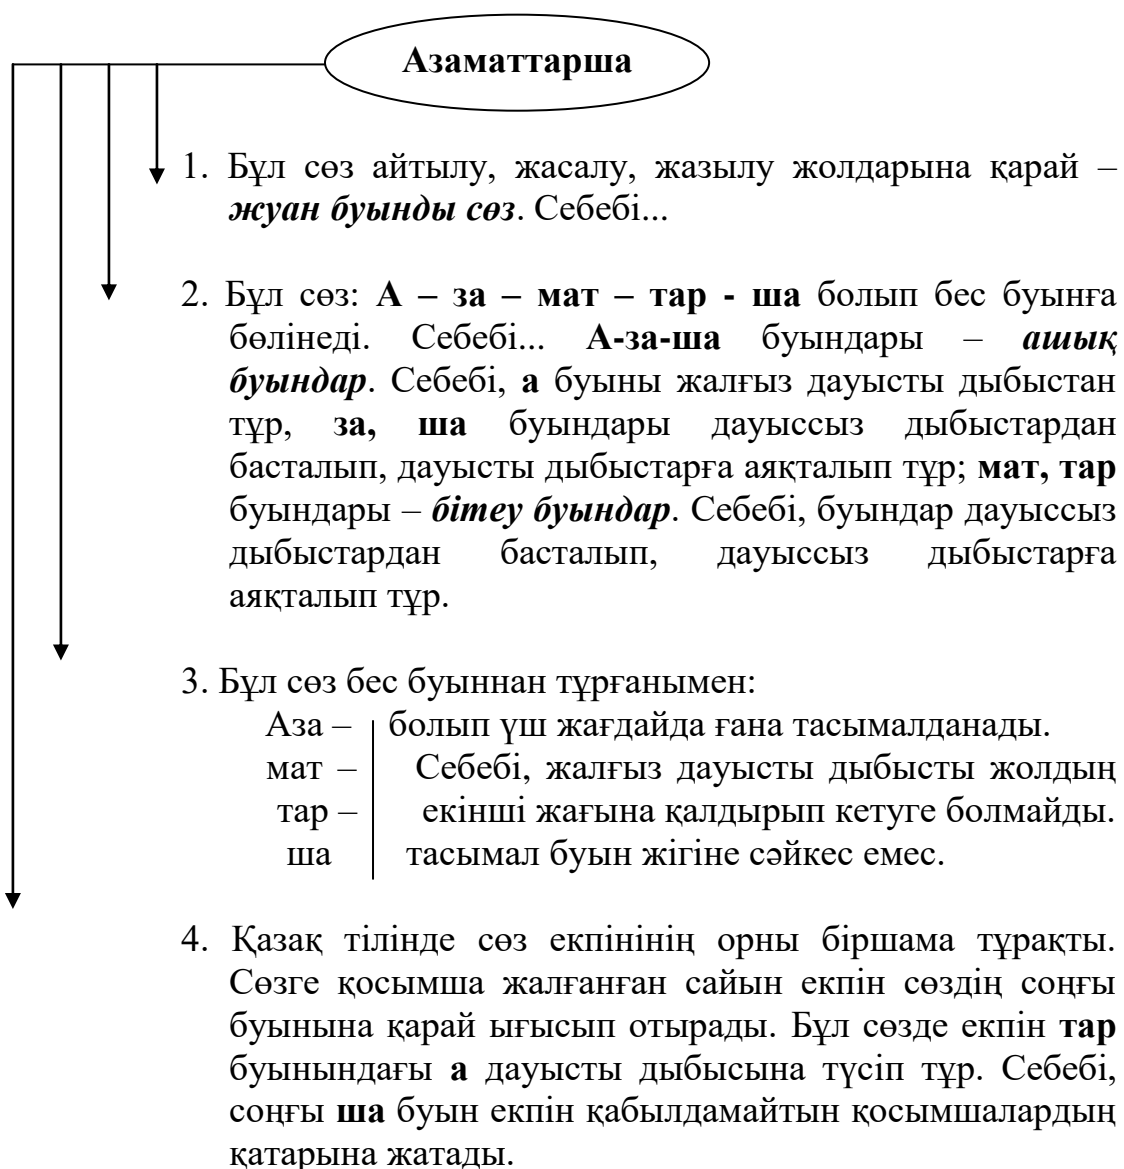 Азаматтарша
1. Бұл сөз айтылу, жасалу, жазылу жолдарына қарай –
жуан буынды сөз. Себебі...
2. Бұл сөз: А – за – мат – тар - ша болып бес буынға
бөлінеді. Себебі... А-за-ша буындары – ашық
буындар. Себебі, а буыны жалғыз дауысты дыбыстан
тұр, за, ша буындары дауыссыз дыбыстардан
басталып, дауысты дыбыстарға аяқталып тұр; мат, тар
буындары – бітеу буындар. Себебі, буындар дауыссыз
дыбыстардан басталып, дауыссыз дыбыстарға
аяқталып тұр.
3. Бұл сөз бес буыннан тұрғанымен:
Аза – болып үш жағдайда ғана тасымалданады.
мат – Себебі, жалғыз дауысты дыбысты жолдың
тар – екінші жағына қалдырып кетуге болмайды.
ша тасымал буын жігіне сәйкес емес.
4. Қазақ тілінде сөз екпінінің орны біршама тұрақты.
Сөзге қосымша жалғанған сайын екпін сөздің соңғы
буынына қарай ығысып отырады. Бұл сөзде екпін тар
буынындағы а дауысты дыбысына түсіп тұр. Себебі,
соңғы ша буын екпін қабылдамайтын қосымшалардың
қатарына жатады.